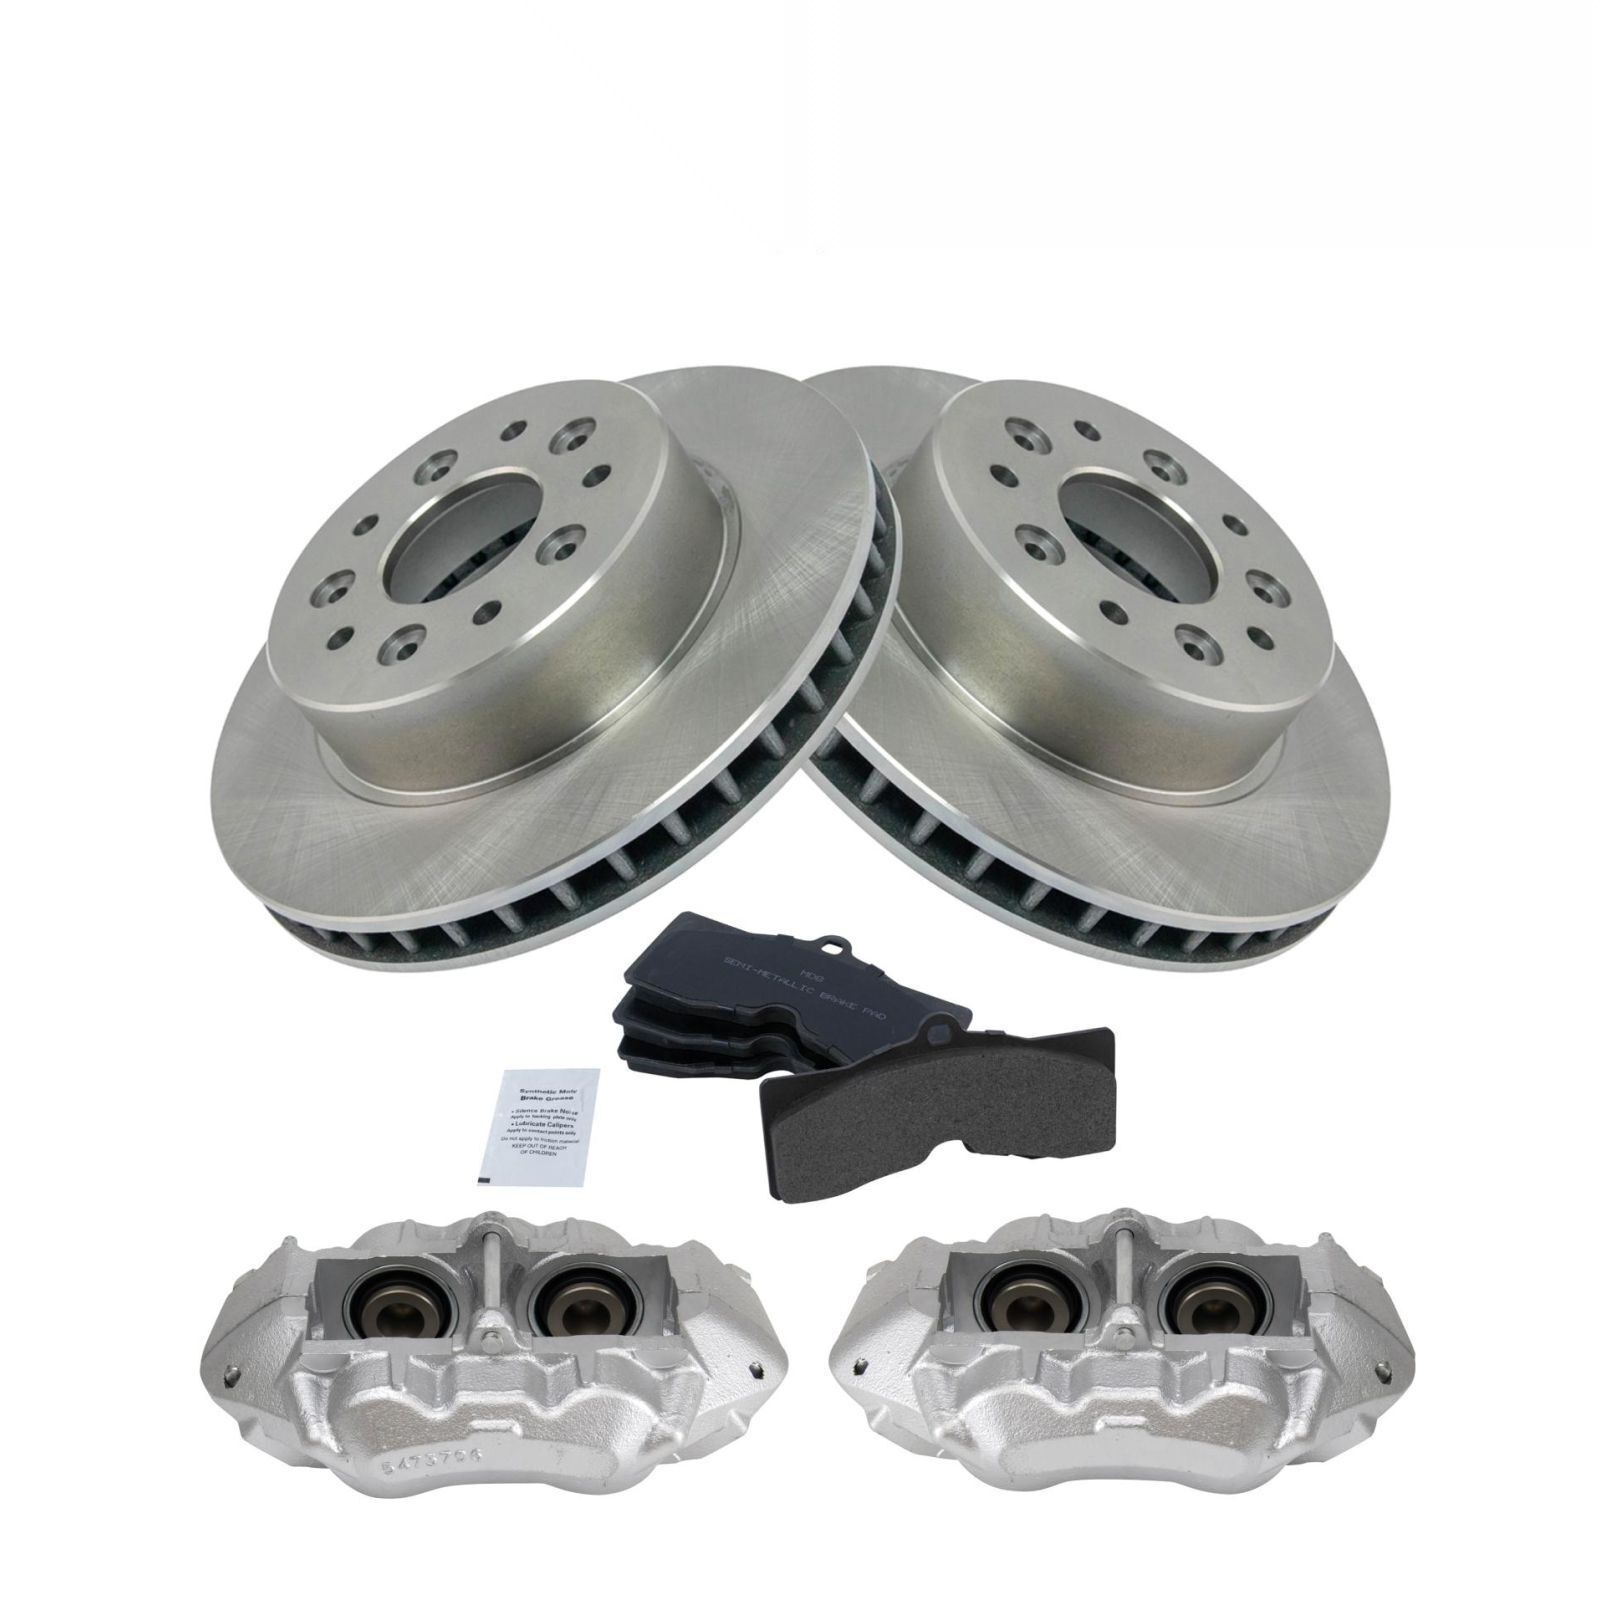 MD8
SEMI-METALLIC BRAKE PAD
Synthetic Moly
Brake Grease
• Silence Brake Noise
Apply to backing plate only
• Lubricate Calipers
Apply to contact points only
Do not apply to friction material
KEEP OUT OF REACH
OF CHILDREN
5473706